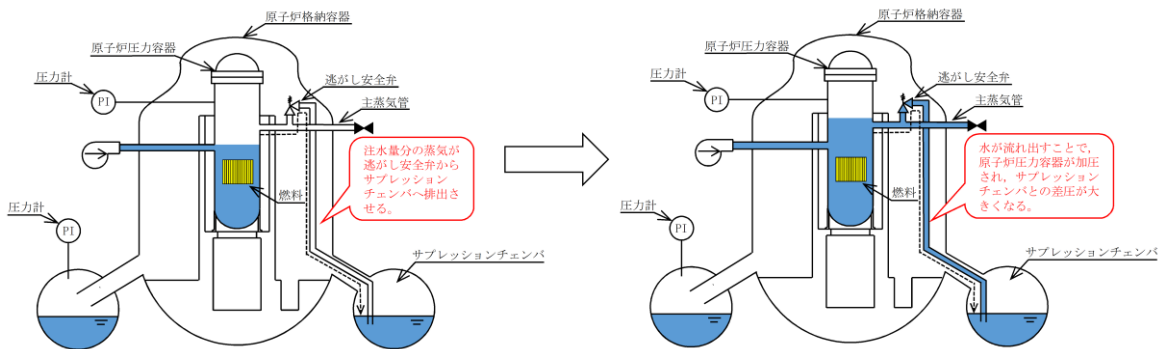 原子炉格納容器
原子炉圧力容器
圧力計
PI
逃がし安全弁
主蒸気管
注水量分の蒸気が
逃がし安全弁から
サプレッション
チェンバへ排出さ
せる。
燃料
圧力計
PI
サプレッションチェンバ
原子炉格納容器
原子炉圧力容器
圧力計
PI
逃がし安全弁
主蒸気管
水が流れ出すことで，
原子炉圧力容器が加圧
され，サプレッション
チェンバとの差圧が大
きくなる。
燃料
圧力計
PI
サプレッションチェンバ